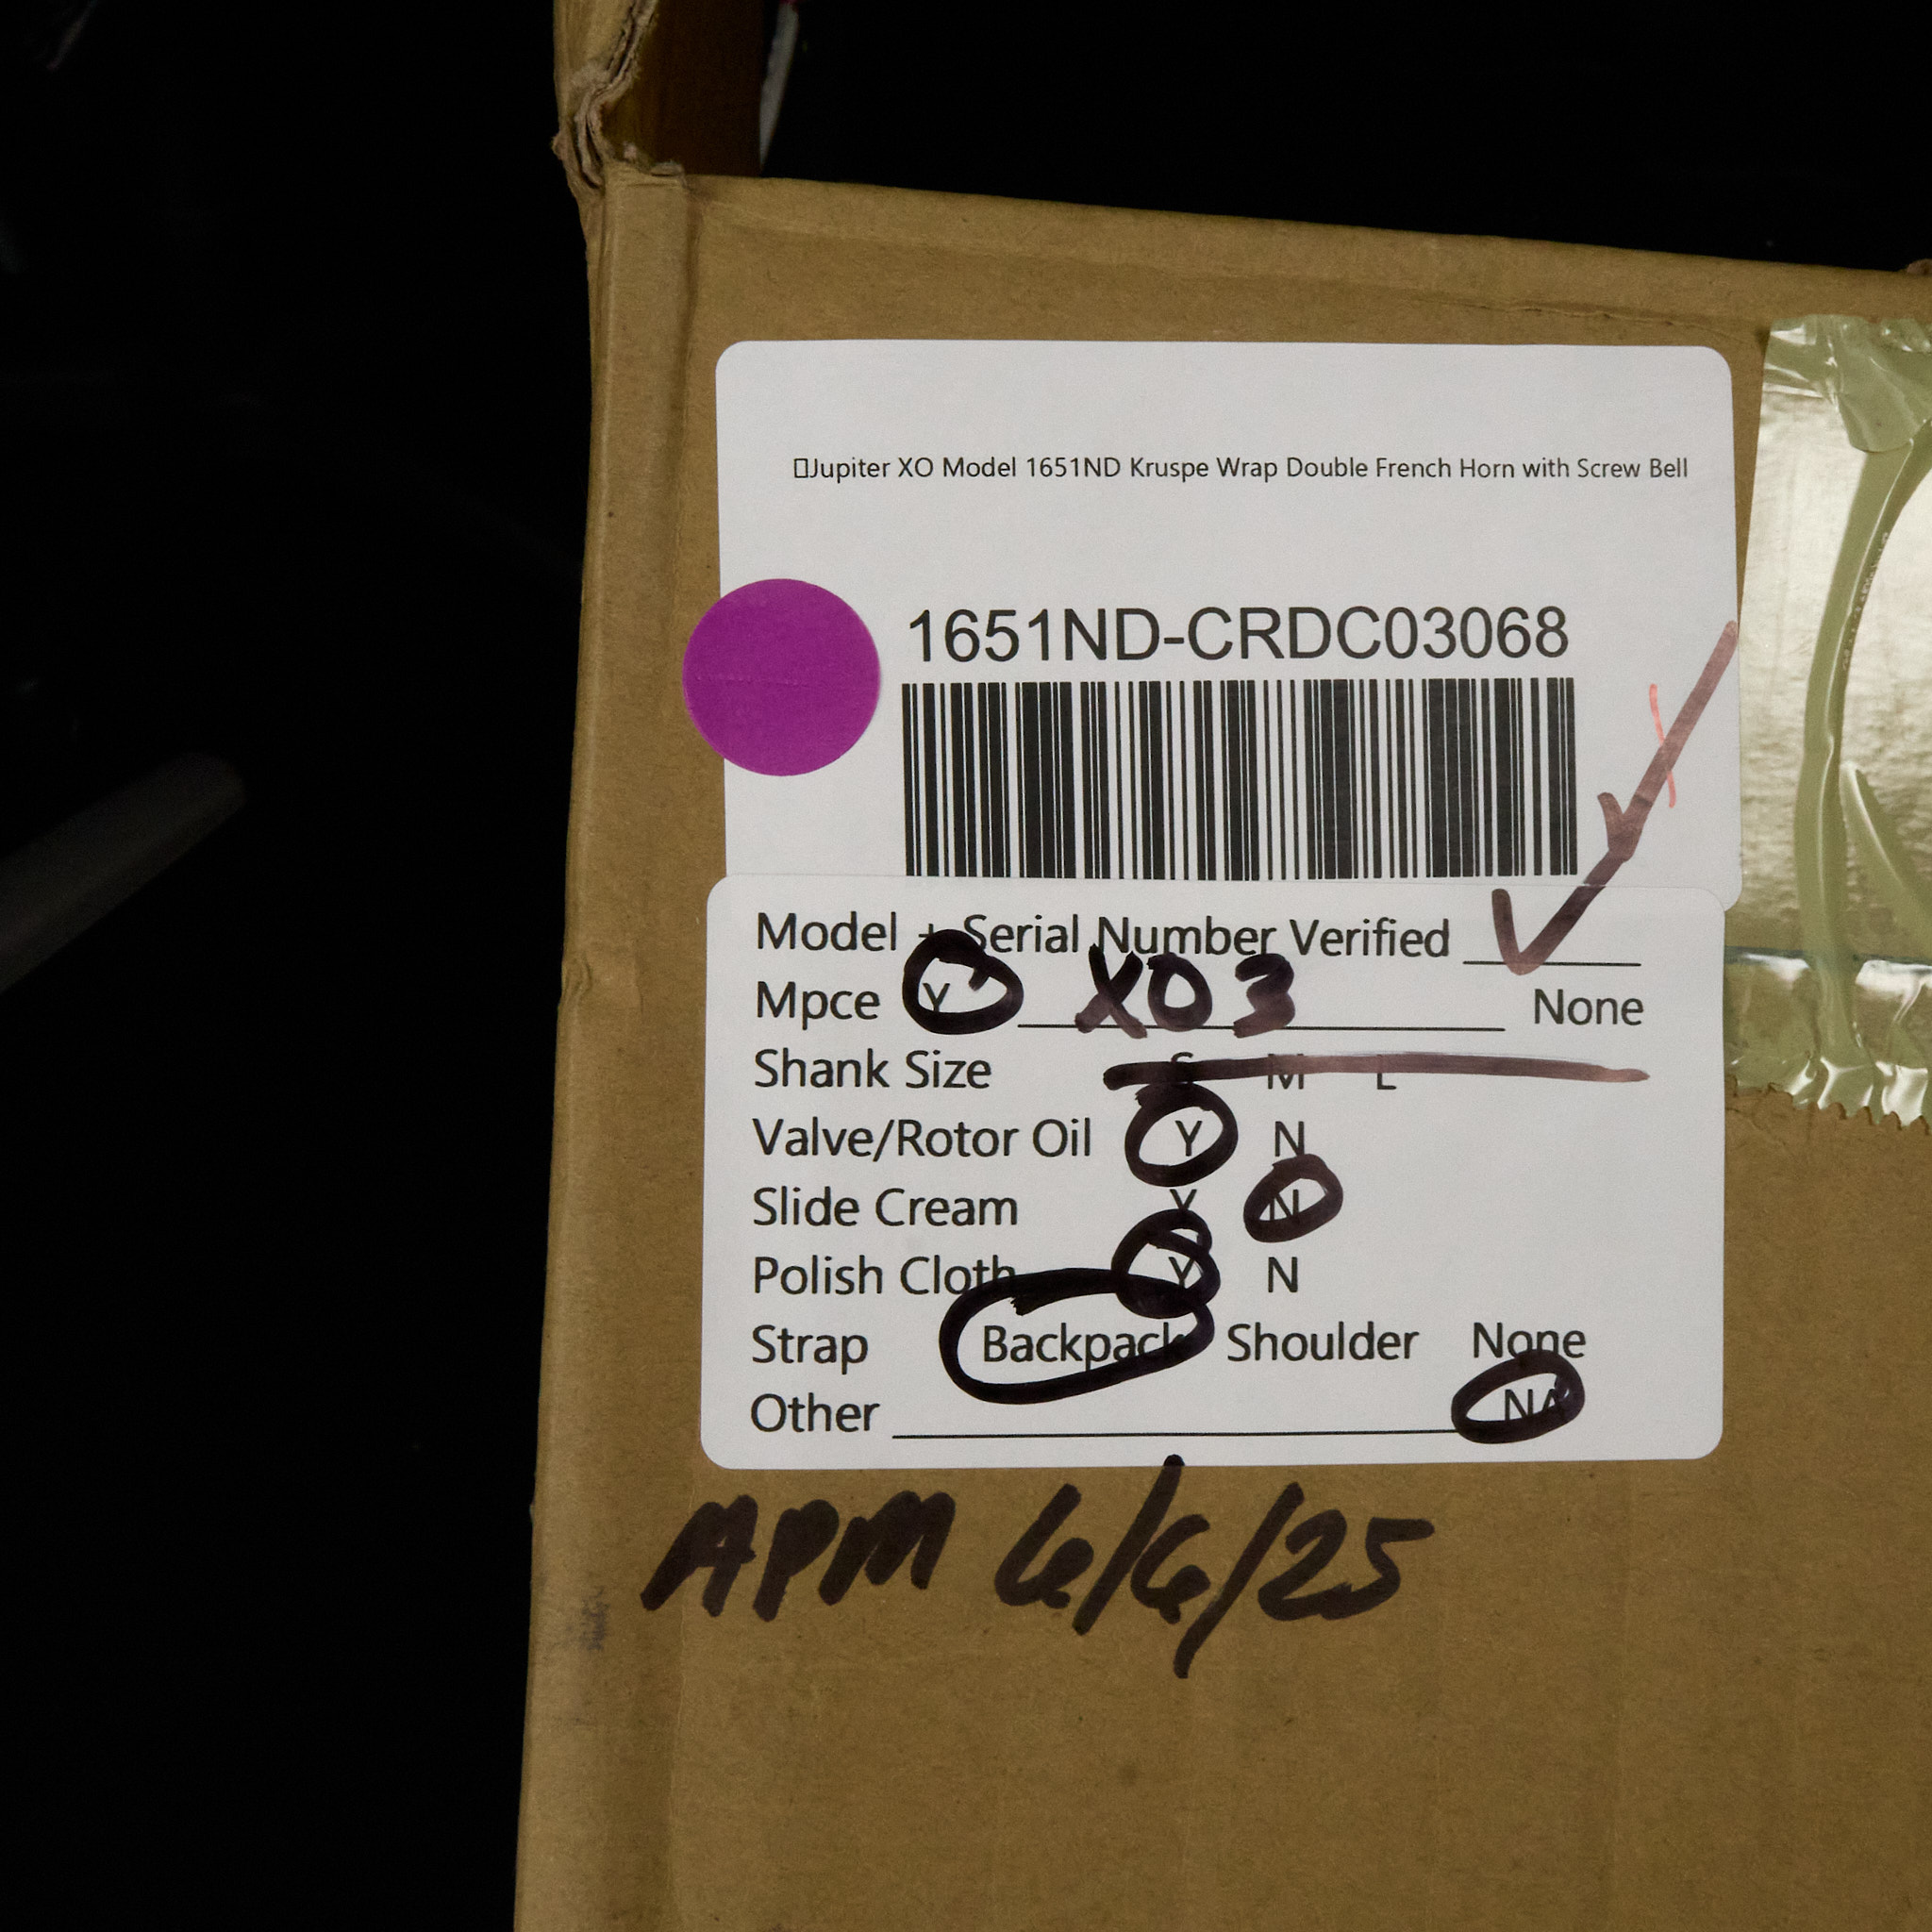 Jupiter XO Model 1651ND Kruspe Wrap Double French Horn with Screw Bell
1651ND-CRDC03068
Model + Serial Number Verified ✓
Mpce Y XO3 None
Shank Size S M L
Valve/Rotor Oil Y N
Slide Cream Y N
Polish Cloth Y N
Strap Backpack Shoulder None
Other NA
APM 6/6/25